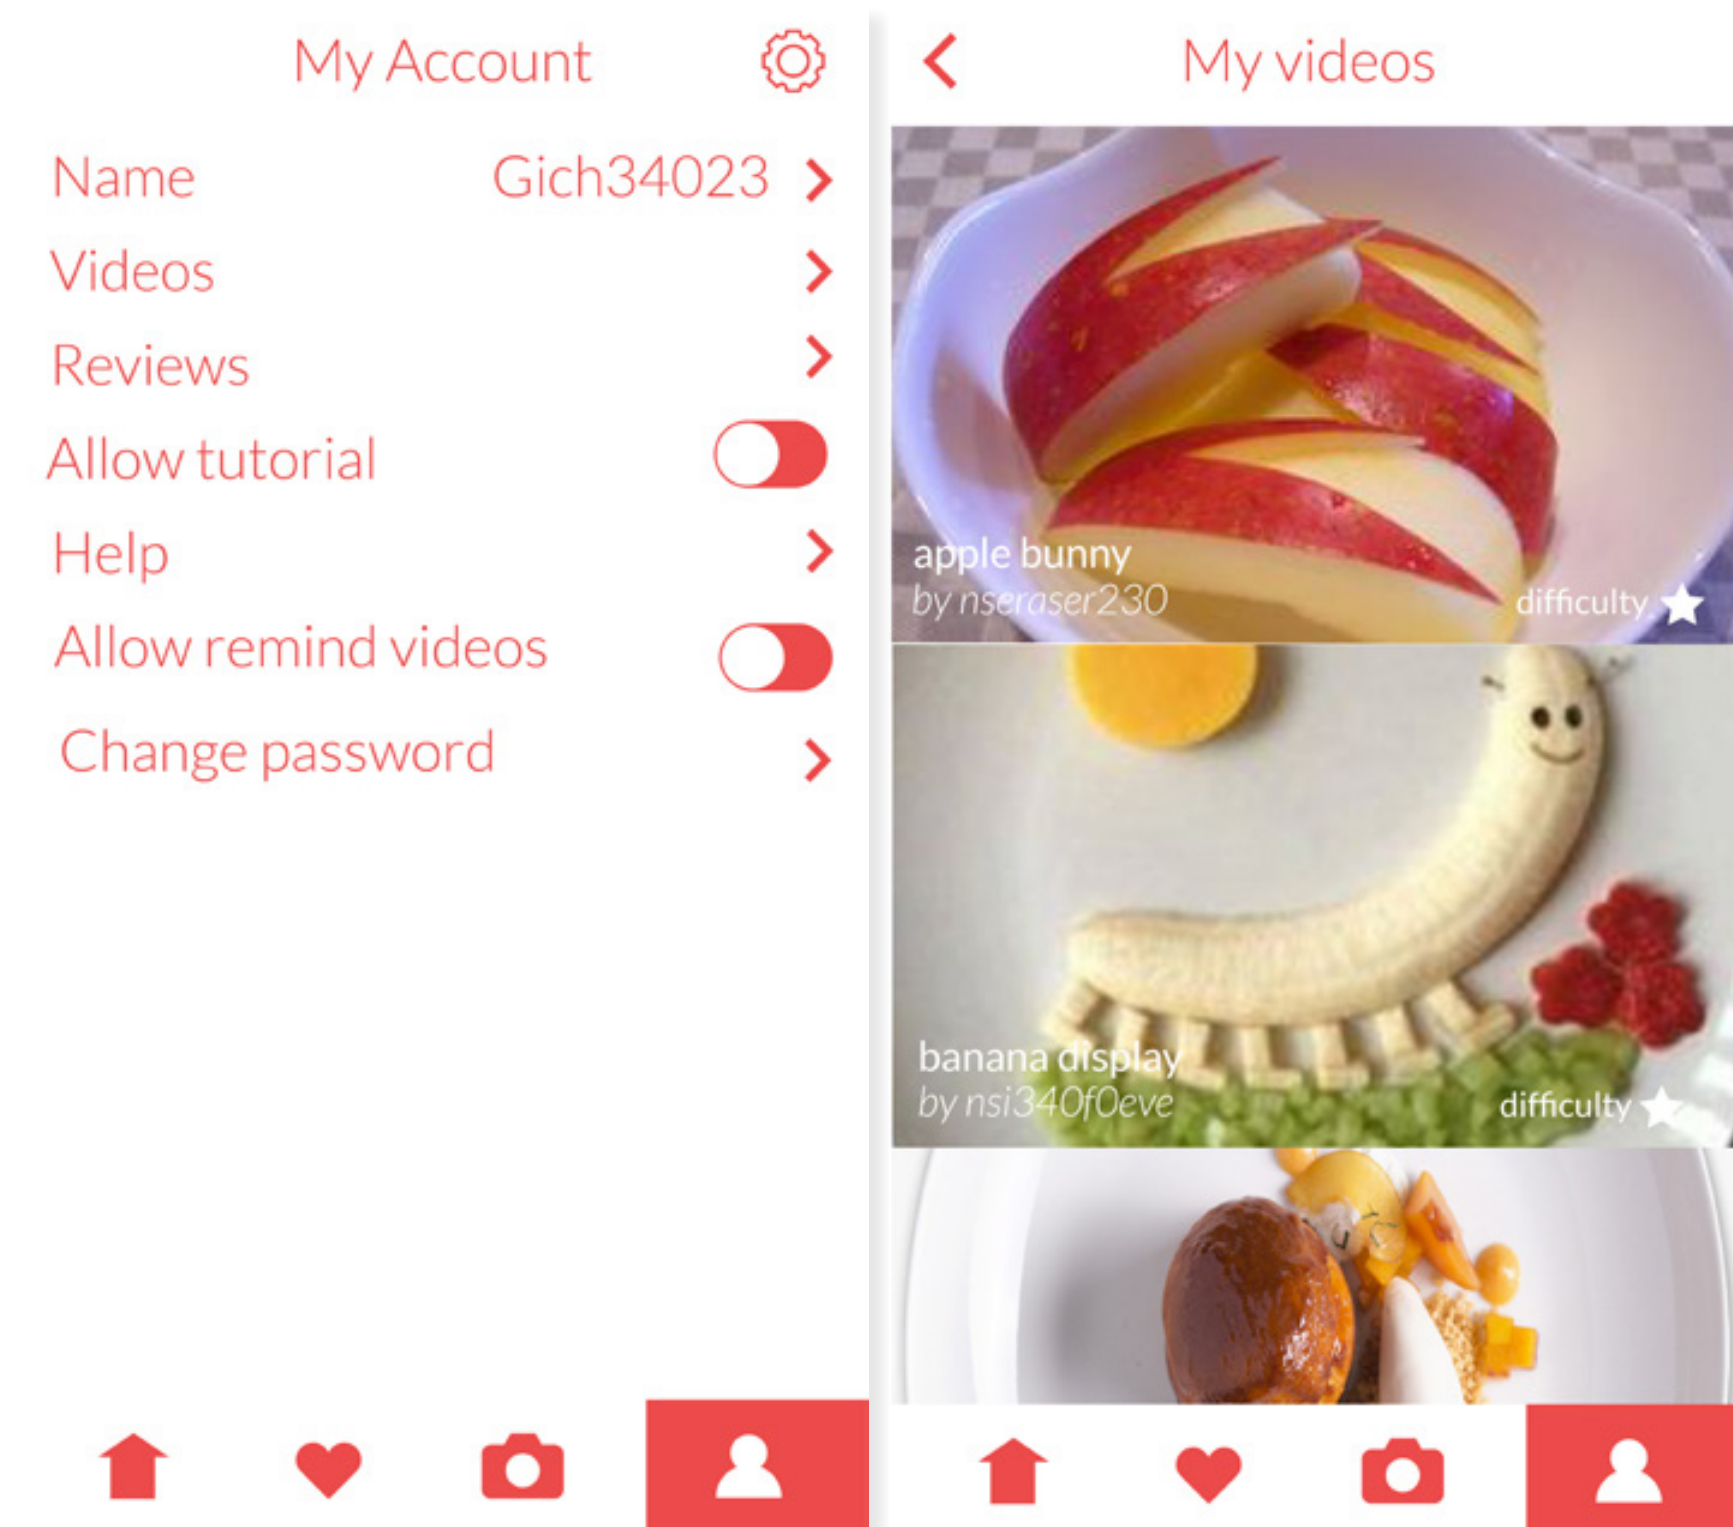 My Account
Name Gich34023
Videos
Reviews
Allow tutorial
Help
Allow remind videos
Change password
My videos
apple bunny
by nseraser230
difficulty
banana display
by nsi340f0eve
difficulty